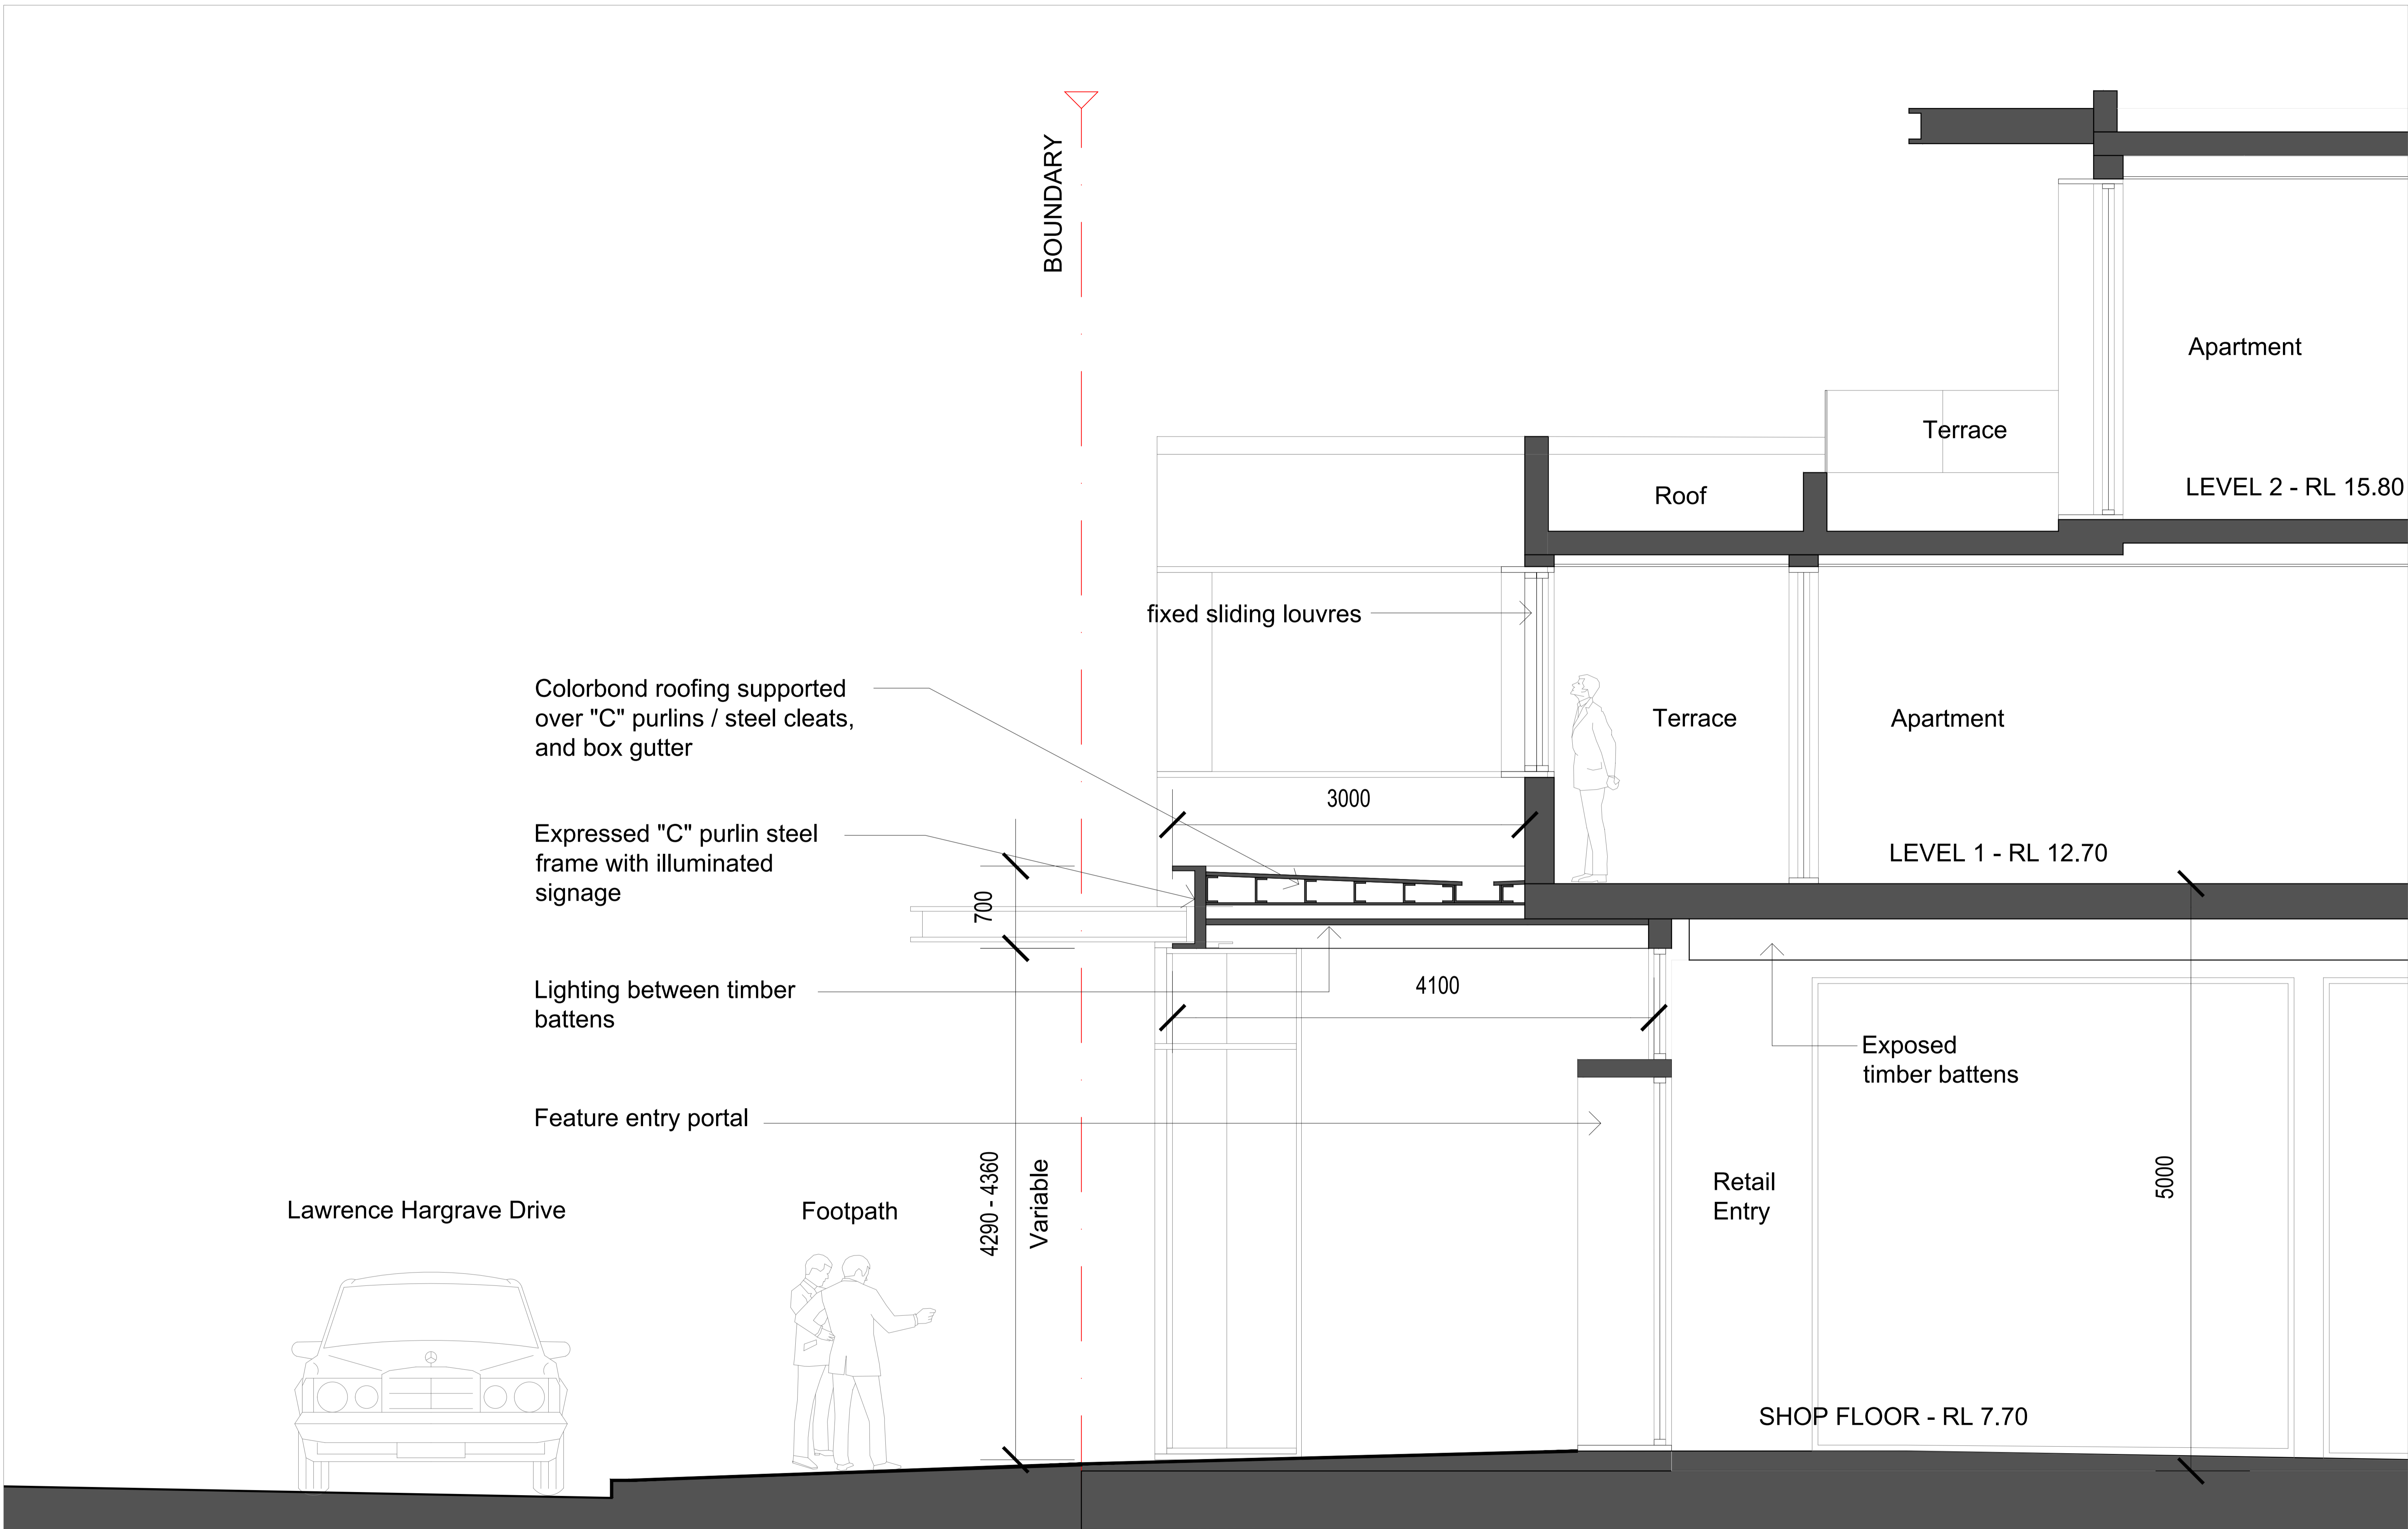 BOUNDARY
Apartment
Terrace
LEVEL 2 - RL 15.80
Roof
fixed sliding louvres
Colorbond roofing supported
over "C" purlins / steel cleats,
and box gutter
Terrace
Apartment
3000
Expressed "C" purlin steel
frame with illuminated
signage
LEVEL 1 - RL 12.70
700
Lighting between timber
battens
4100
Exposed
timber battens
Feature entry portal
4290 - 4360
Variable
Retail
Entry
5000
Lawrence Hargrave Drive
Footpath
SHOP FLOOR - RL 7.70